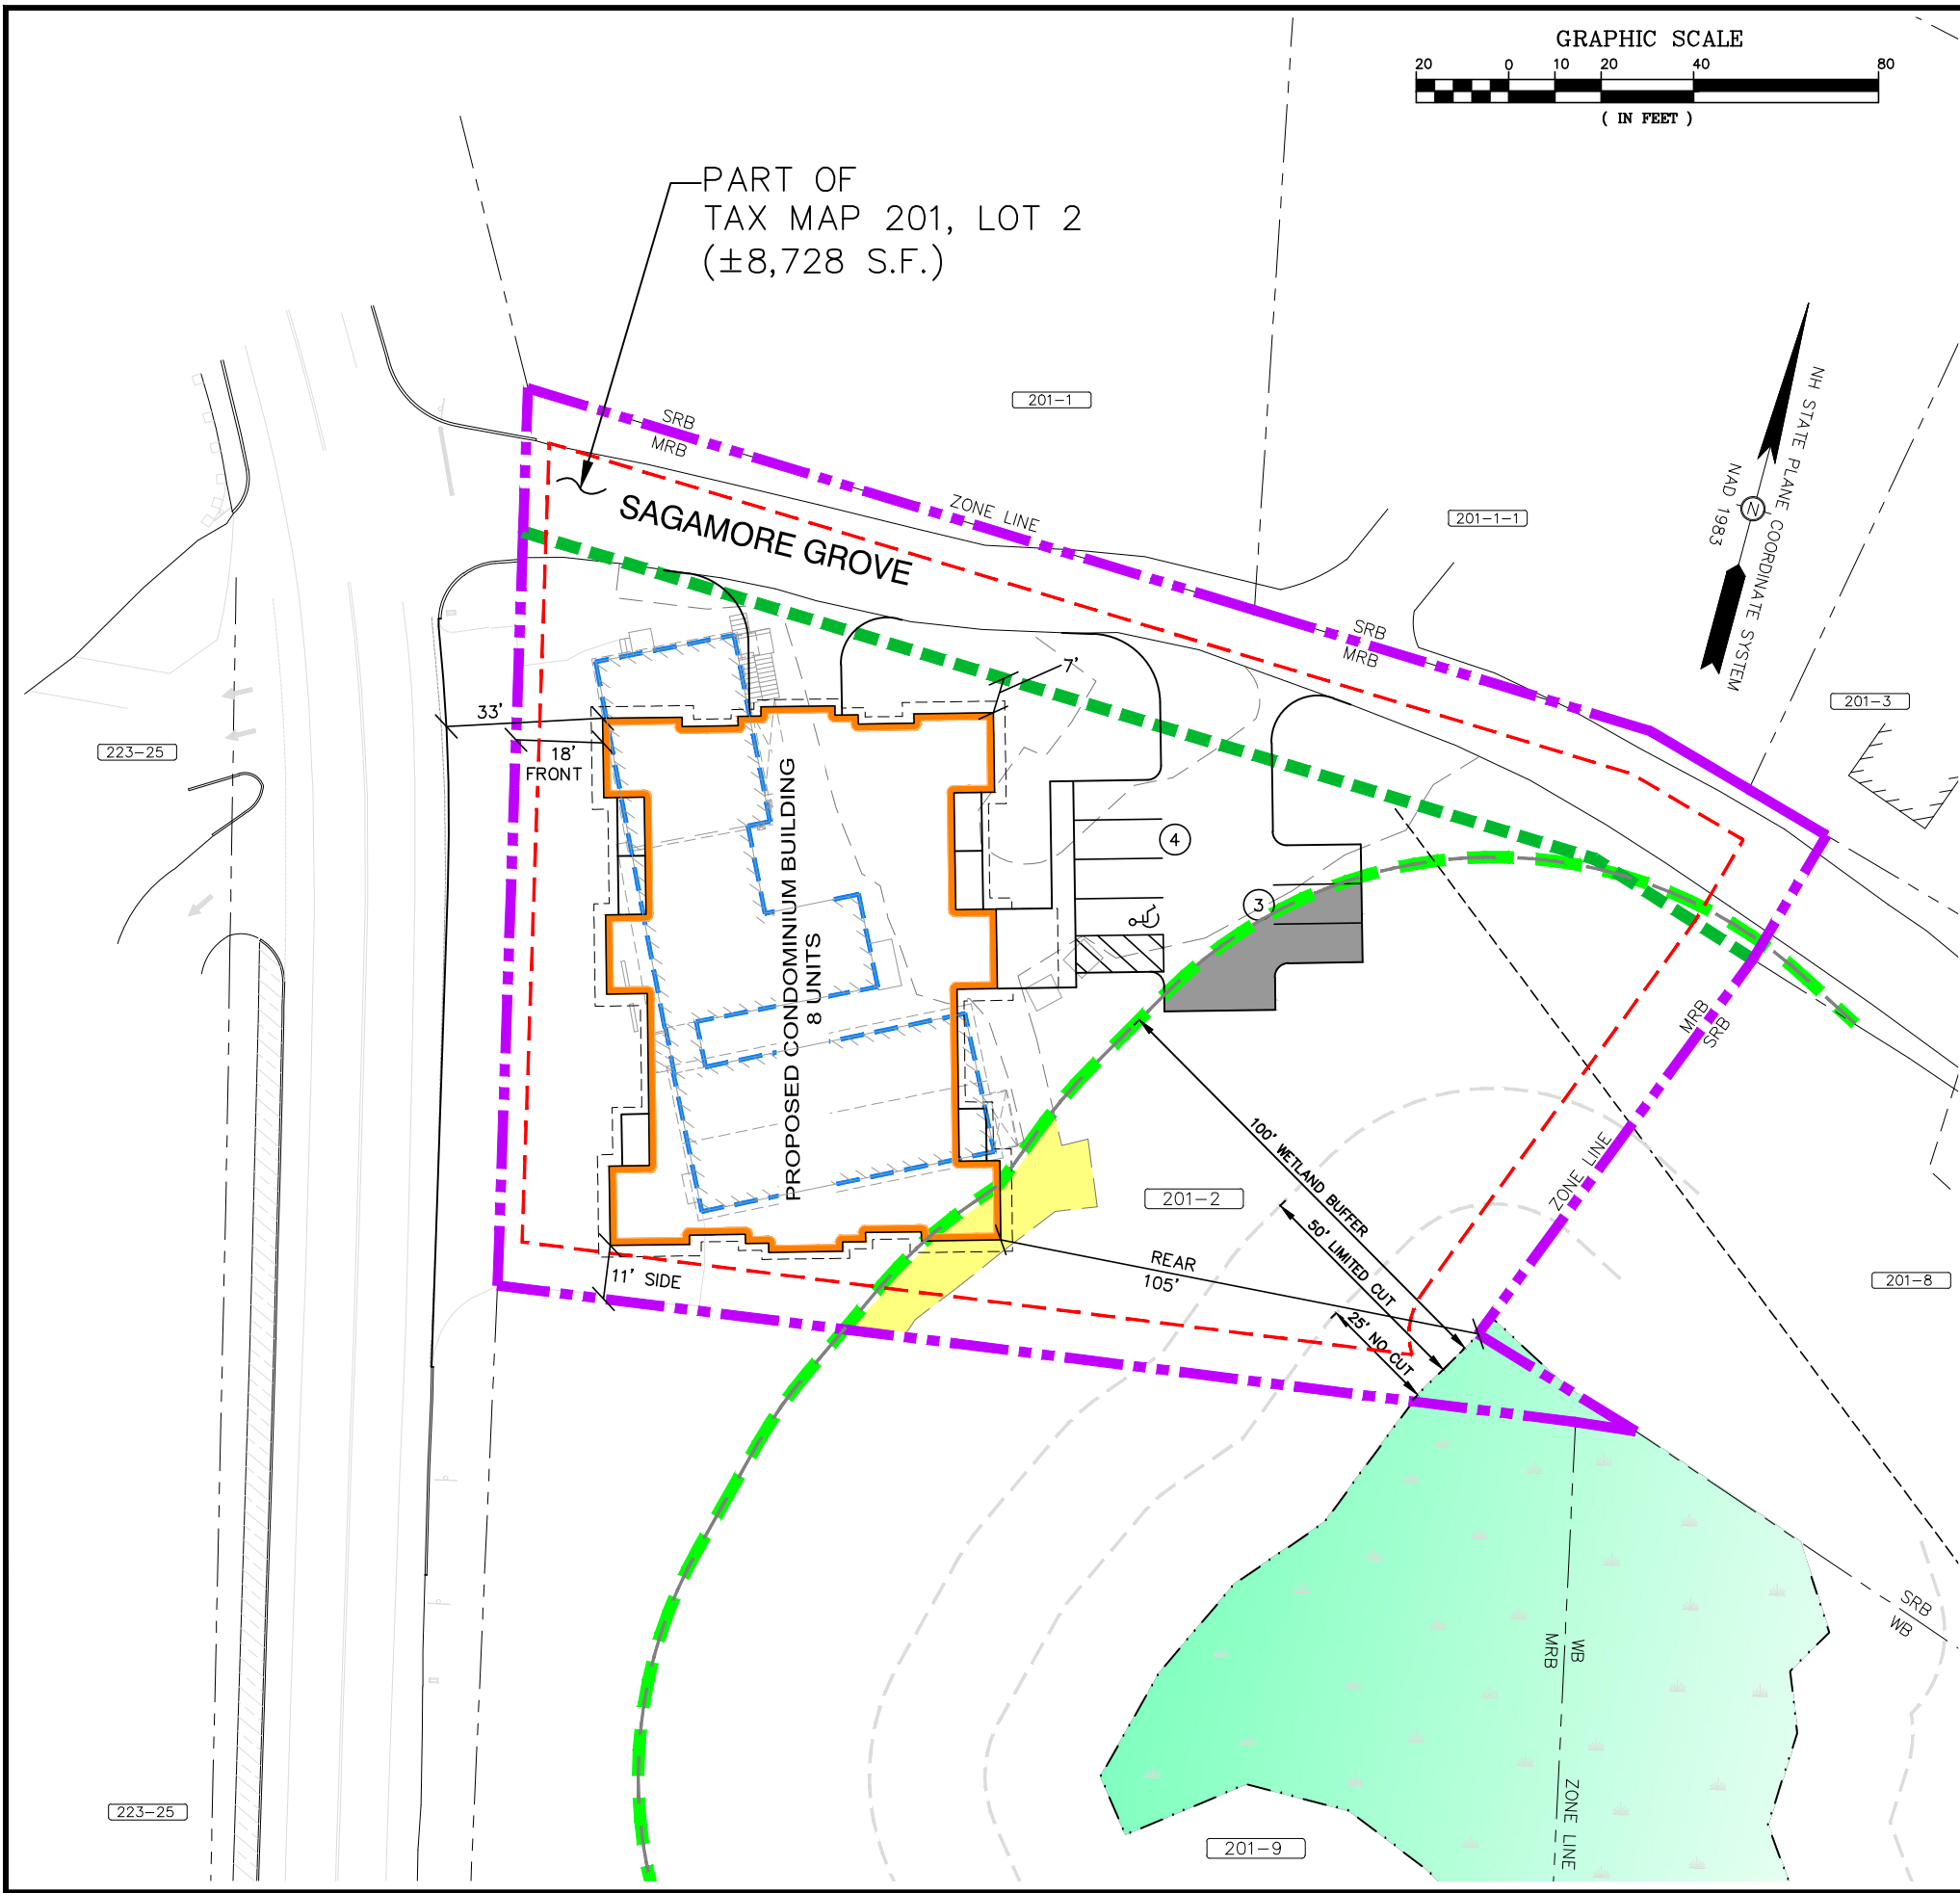 GRAPHIC SCALE
20 0 10 20 40 80
( IN FEET )
PART OF
TAX MAP 201, LOT 2
(±8,728 S.F.)
NH STATE PLANE COORDINATE SYSTEM
NAD 1983
N
201-1
SRB
MRB
ZONE LINE
201-1-1
SAGAMORE GROVE
SRB
MRB
201-3
7'
33'
18'
FRONT
223-25
PROPOSED CONDOMINIUM BUILDING
8 UNITS
4
3
MRB
SRB
ZONE LINE
100' WETLAND BUFFER
50' LIMITED CUT
25' NO CUT
201-2
REAR
105'
11' SIDE
201-8
SRB
WB
WB
MRB
ZONE LINE
223-25
201-9